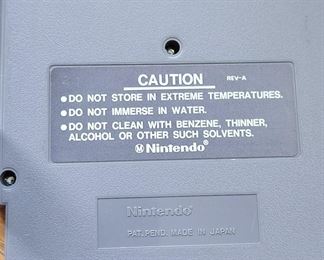 CAUTION REV-A
●DO NOT STORE IN EXTREME TEMPERATURES.
●DO NOT IMMERSE IN WATER.
●DO NOT CLEAN WITH BENZENE, THINNER,
ALCOHOL OR OTHER SUCH SOLVENTS.
Ⓜ Nintendo®
Nintendo®
PAT. PEND. MADE IN JAPAN